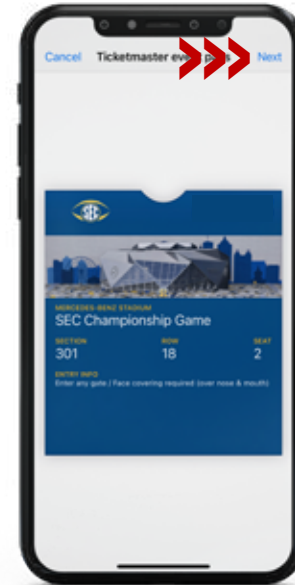 Cancel Ticketmaster event pass Next
SEC
MERCEDES-BENZ STADIUM
SEC Championship Game
SECTION ROW SEAT
301 18 2
ENTRY INFO
Enter any gate / Face covering required (over nose & mouth)